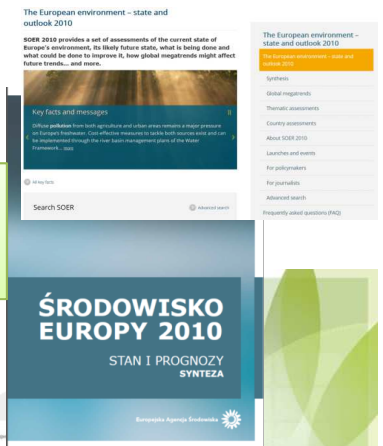 The European environment – state and
outlook 2010
SOER 2010 provides a set of assessments of the current state of
Europe's environment, its likely future state, what is being done and
what could be done to improve it, how global megatrends might affect
future trends... and more.
Key facts and messages
Diffuse pollution from both agriculture and urban areas remains a major pressure
on Europe's freshwater. Cost-effective measures to tackle both sources exist and can
be implemented through the river basin management plans of the Water
Framework...
All key facts
Search SOER
Advanced search
The European environment –
state and outlook 2010
The European environment – state and
outlook 2010
Synthesis
Global megatrends
Thematic assessments
Country assessments
About SOER 2010
Launches and events
For policymakers
For journalists
Advanced search
Frequently asked questions (FAQ)
ŚRODOWISKO
EUROPY 2010
STAN I PROGNOZY
SYNTEZA
Europejska Agencja Środowiska